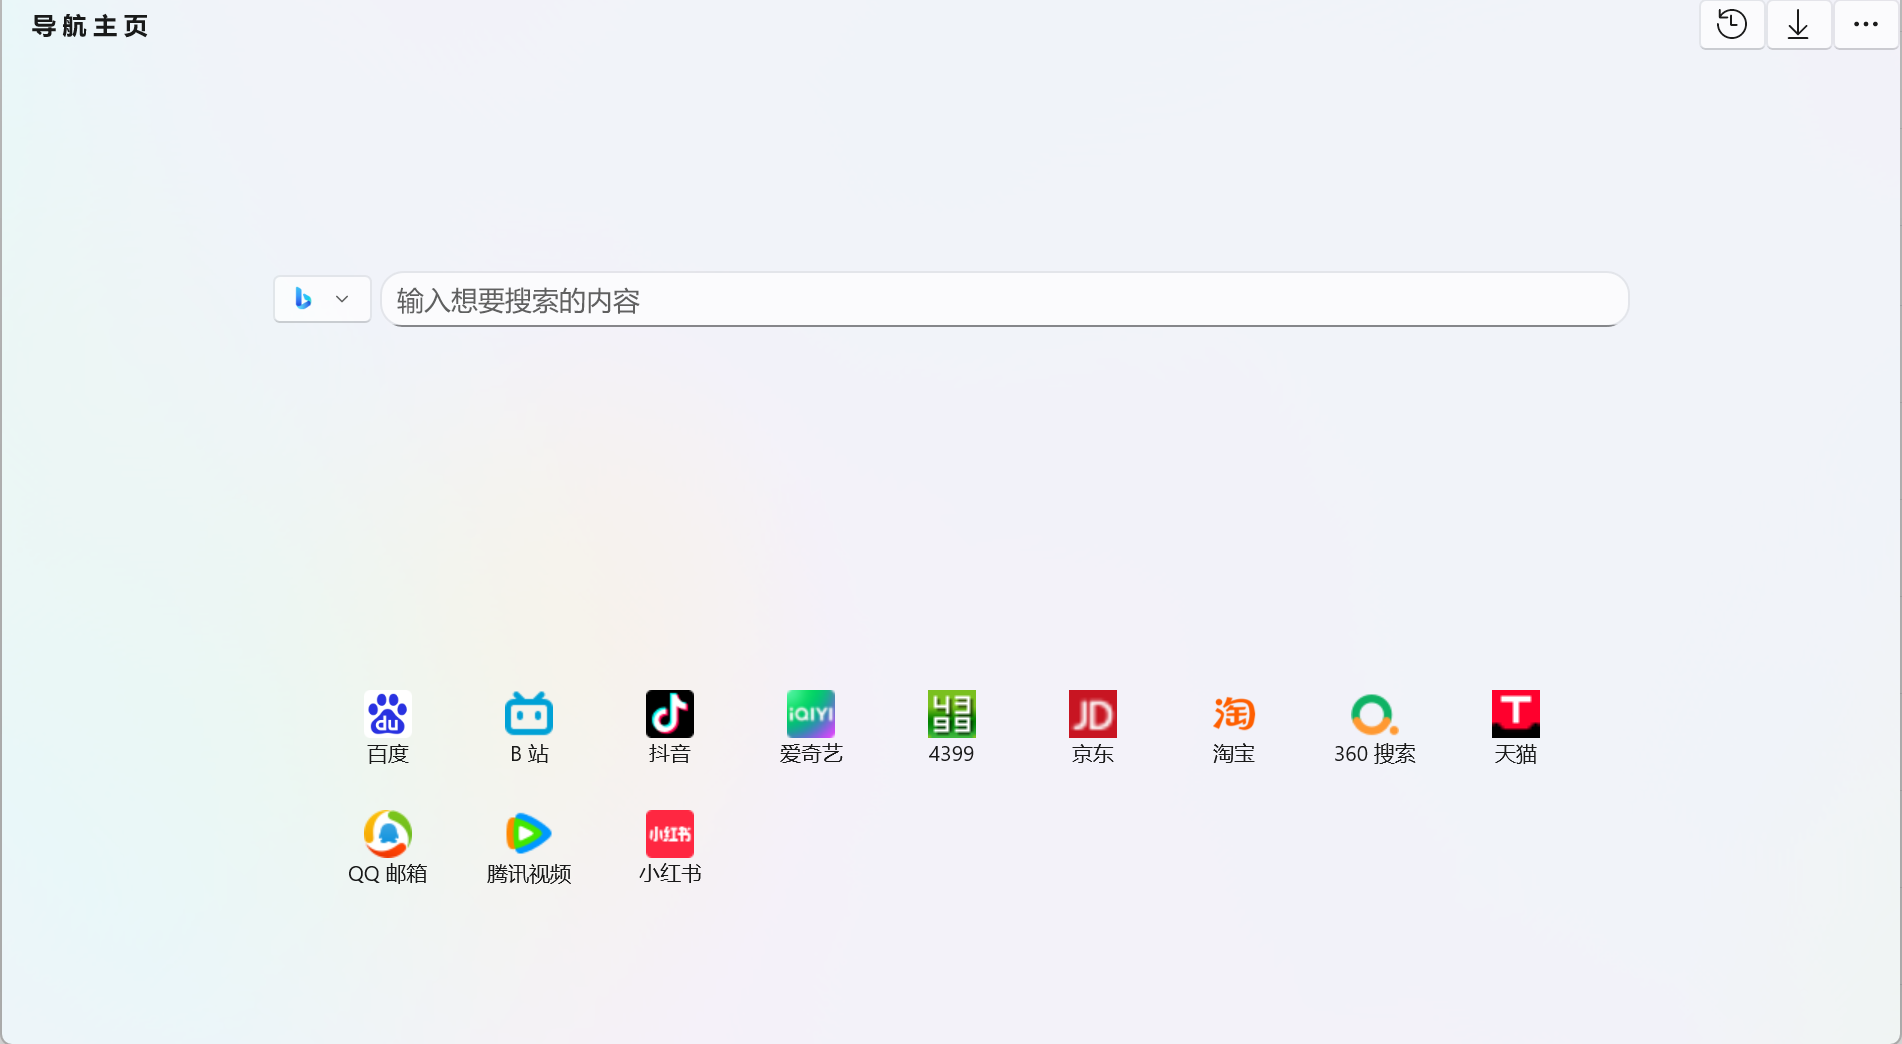 导航主页
输入想要搜索的内容
du
iQIYI
43
99
JD
淘
T
百度
B 站
抖音
爱奇艺
4399
京东
淘宝
360 搜索
天猫
小红书
QQ 邮箱
腾讯视频
小红书